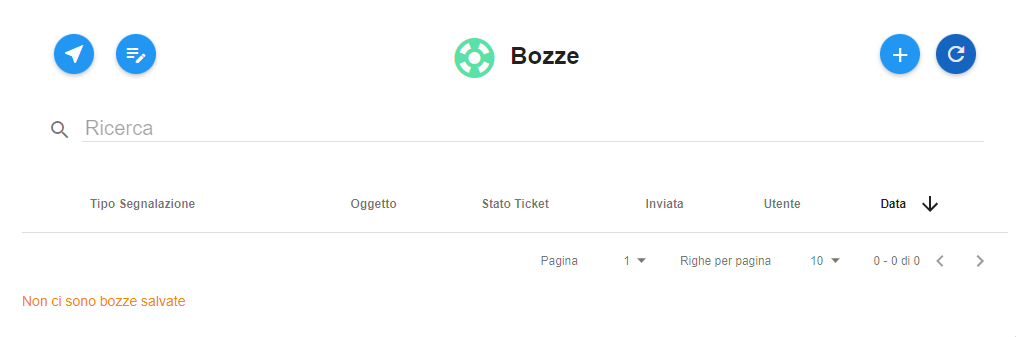 Bozze
Ricerca
Tipo Segnalazione Oggetto Stato Ticket Inviata Utente Data
Pagina 1 Righe per pagina 10 0 - 0 di 0
Non ci sono bozze salvate